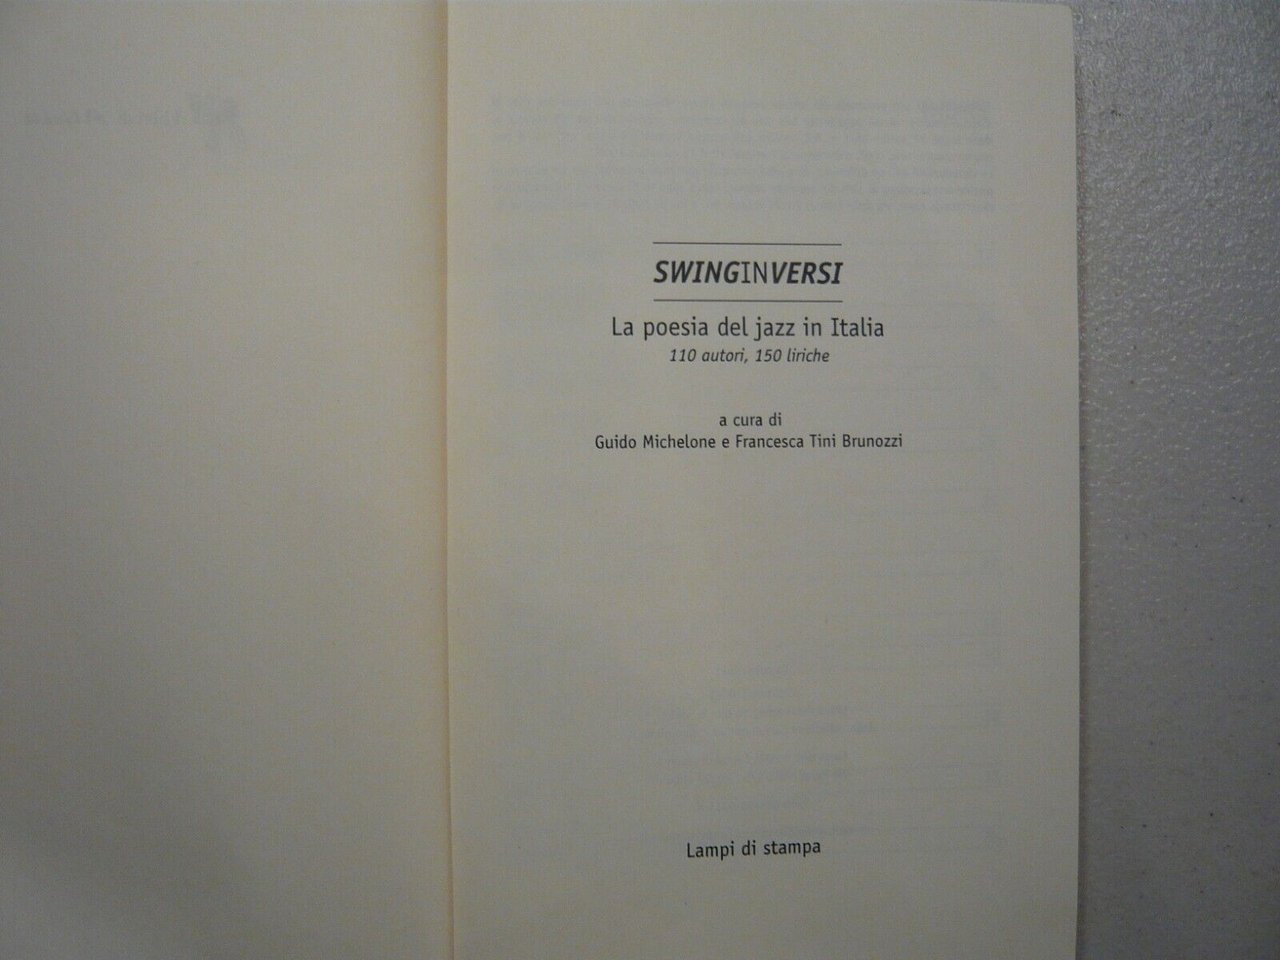 SWINGINVERSI
La poesia del jazz in Italia
110 autori, 150 liriche
a cura di
Guido Michelone e Francesca Tini Brunozzi
Lampi di stampa